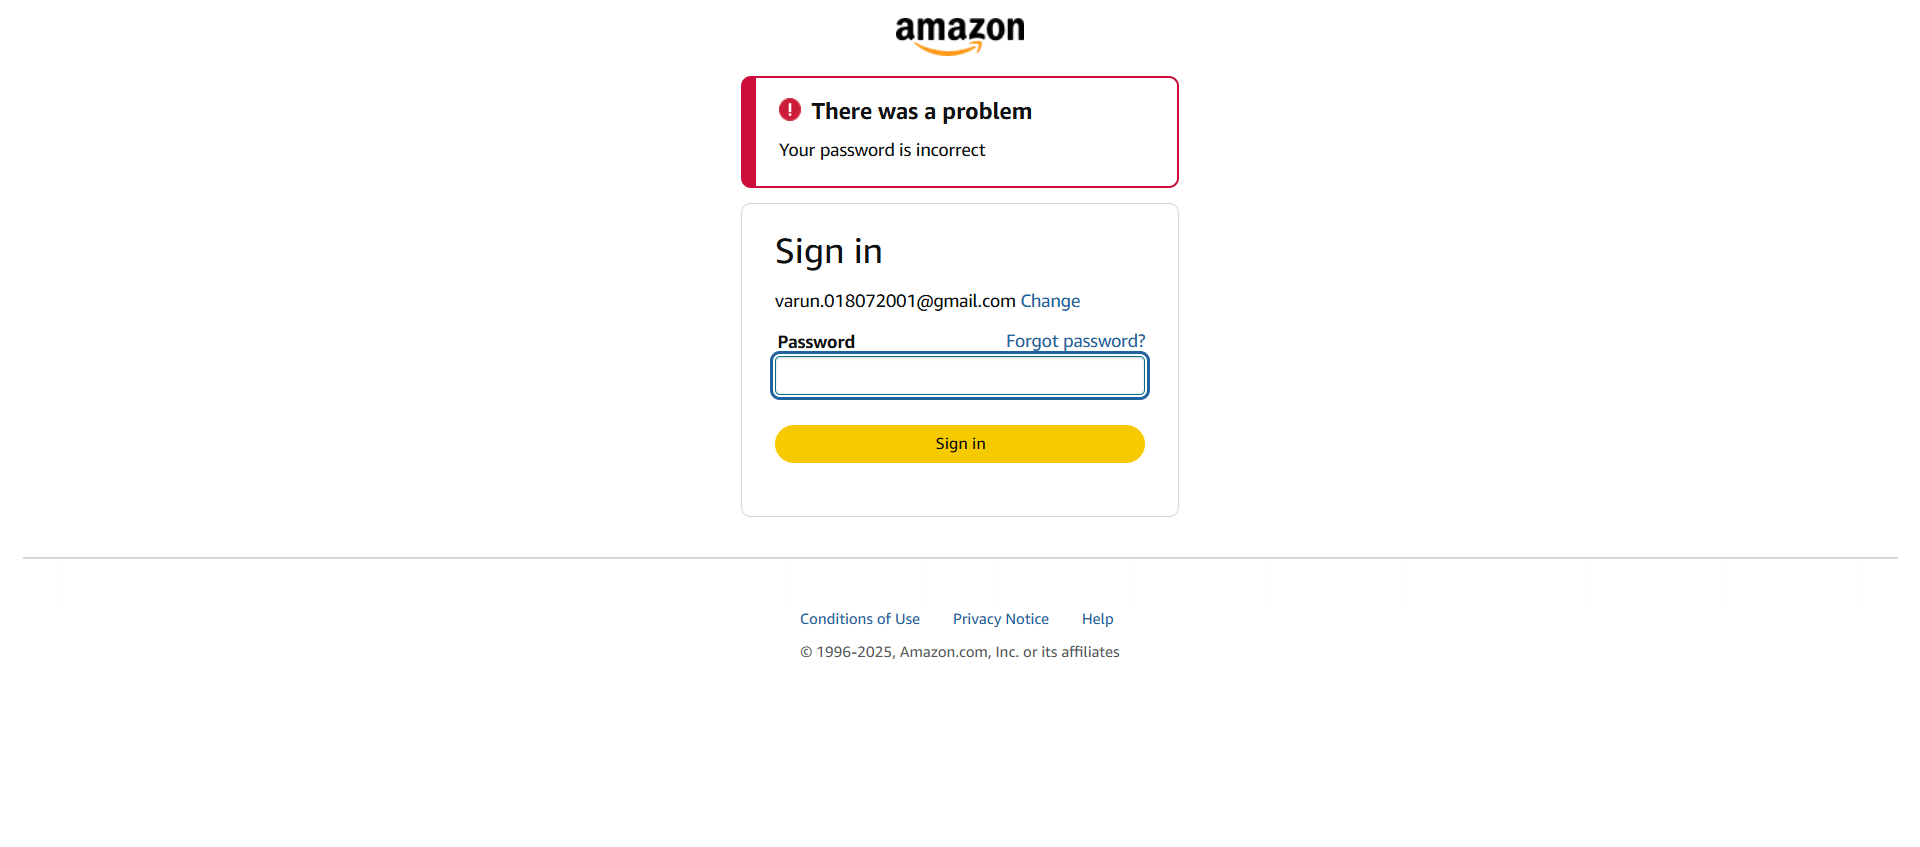 amazon
There was a problem
Your password is incorrect
Sign in
varun.018072001@gmail.com Change
Password Forgot password?
Sign in
Conditions of Use Privacy Notice Help
© 1996-2025, Amazon.com, Inc. or its affiliates